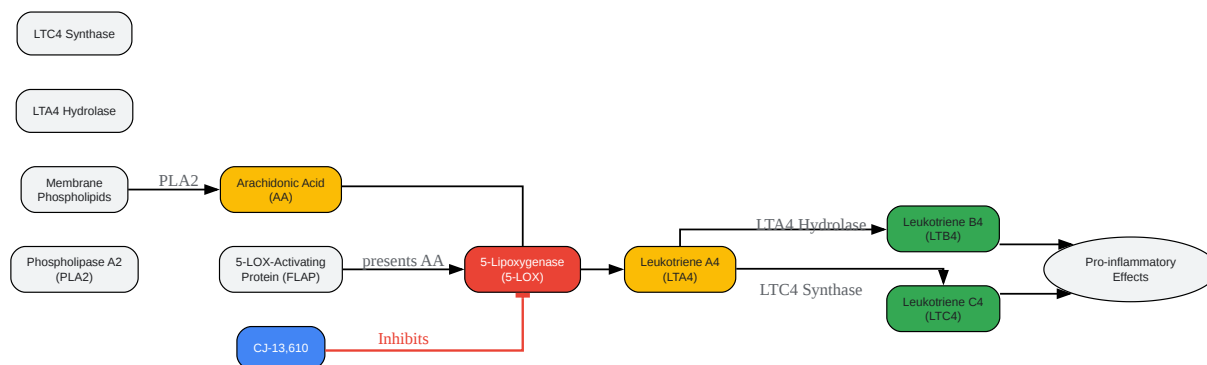 LTC4 Synthase
LTA4 Hydrolase
Membrane
Phospholipids
PLA2
Arachidonic Acid
(AA)
Phospholipase A2
(PLA2)
5-LOX-Activating
Protein (FLAP)
presents AA
5-Lipoxygenase
(5-LOX)
Leukotriene A4
(LTA4)
LTA4 Hydrolase
Leukotriene B4
(LTB4)
LTC4 Synthase
Leukotriene C4
(LTC4)
Pro-inflammatory
Effects
CJ-13,610
Inhibits